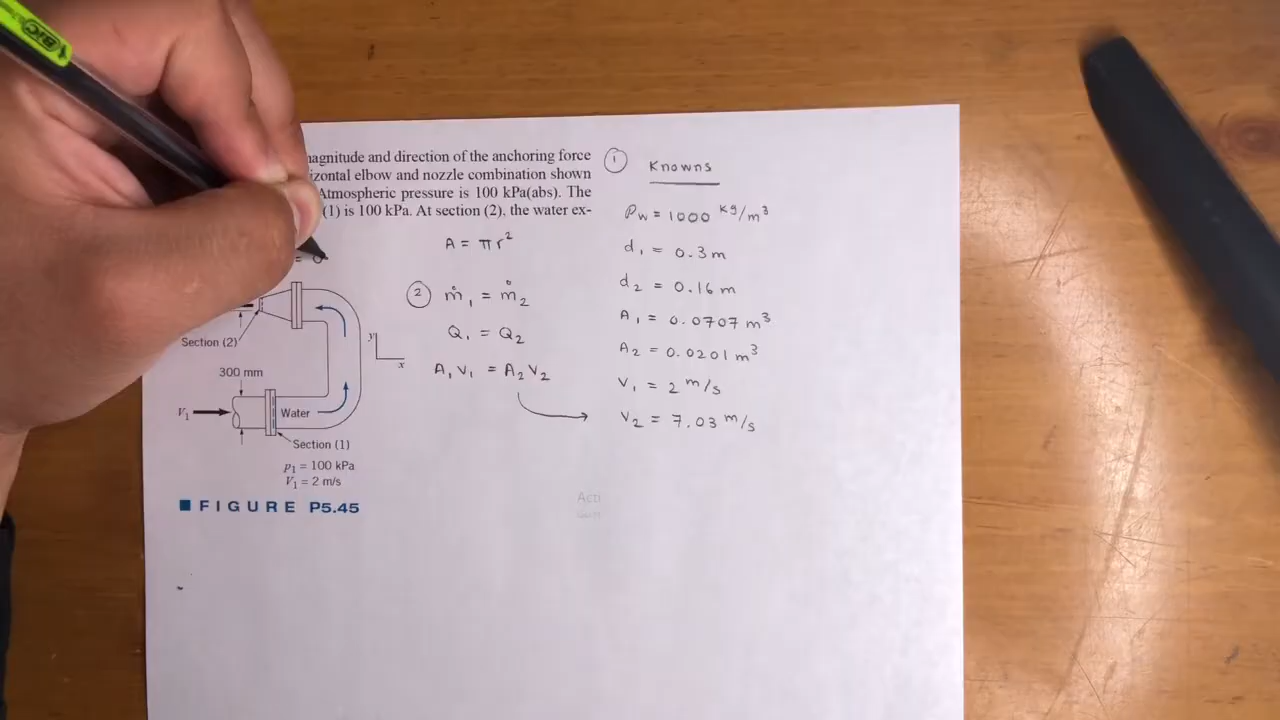 BIC
magnitude and direction of the anchoring force
izontal elbow and nozzle combination shown
Atmospheric pressure is 100 kPa(abs). The
(1) is 100 kPa. At section (2), the water ex-
= 0
Section (2)
300 mm
V₁
Water
Section (1)
p₁ = 100 kPa
V₁ = 2 m/s
y
x
■ FIGURE P5.45
A = πr²
② ṁ₁ = ṁ₂
Q₁ = Q₂
A₁V₁ = A₂V₂
① Knowns
ρw = 1000 kg/m³
d₁ = 0.3 m
d₂ = 0.16 m
A₁ = 0.0707 m³
A₂ = 0.0201 m³
V₁ = 2 m/s
V₂ = 7.03 m/s
Acti